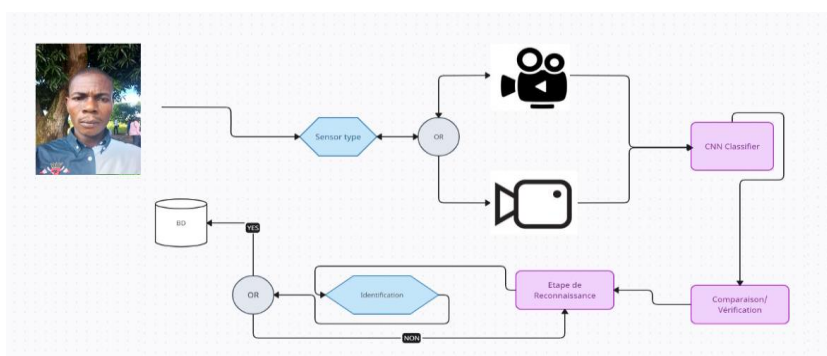 Sensor type
OR
CNN Classifier
BD
YES
OR
Identification
Etape de
Reconnaissance
Comparaison/
Vérification
NON